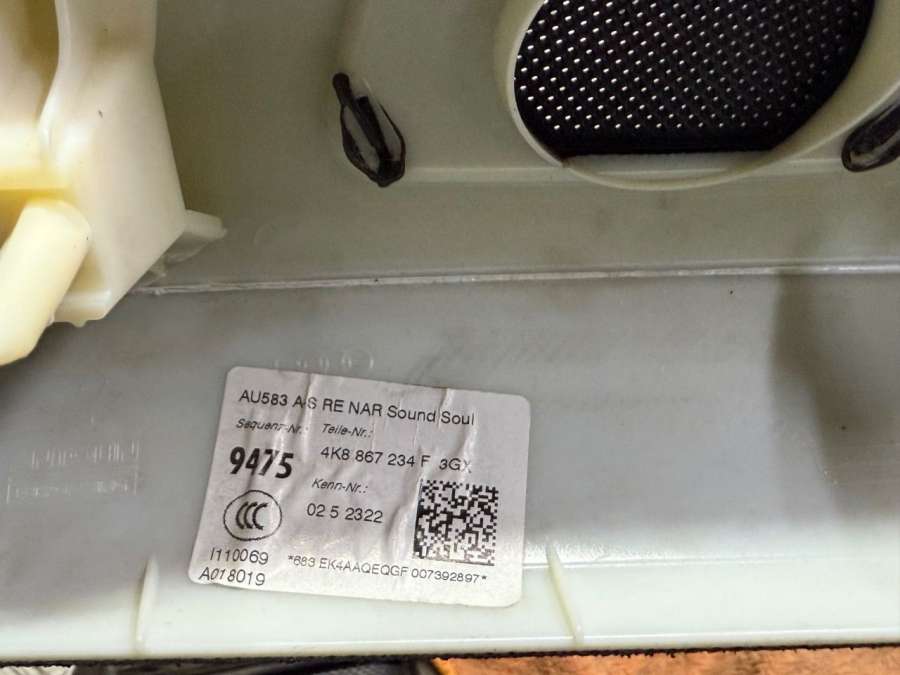 AU583 A-S RE NAR Sound Soul
Sequenz-Nr.: Teile-Nr.:
9475 4K8 867 234 F 3GX
Kenn-Nr.:
02 5 2322
CCC
I110069
A018019
*683 EK4AAQEQGF 007392897*